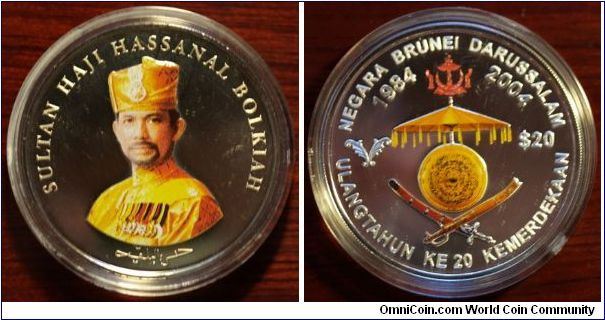 SULTAN HAJI HASSANAL BOLKIAH
NEGARA BRUNEI DARUSSALAM
1984 2004
$20
ULANGTAHUN KE 20 KEMERDEKAAN
OmniCoin.com World Coin Community